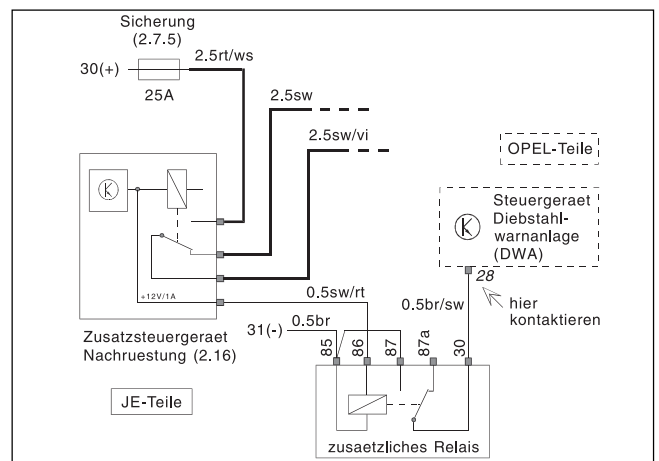 Sicherung
(2.7.5)
2.5rt/ws
30(+)
25A
2.5sw
2.5sw/vi
OPEL-Teile
Steuergeraet
Diebstahl-
warnanlage
(DWA)
28
+12V/1A
0.5sw/rt
0.5br/sw
hier
kontaktieren
31(-)
0.5br
85
86
87
87a
30
Zusatzsteuergeraet
Nachruestung (2.16)
JE-Teile
zusaetzliches Relais